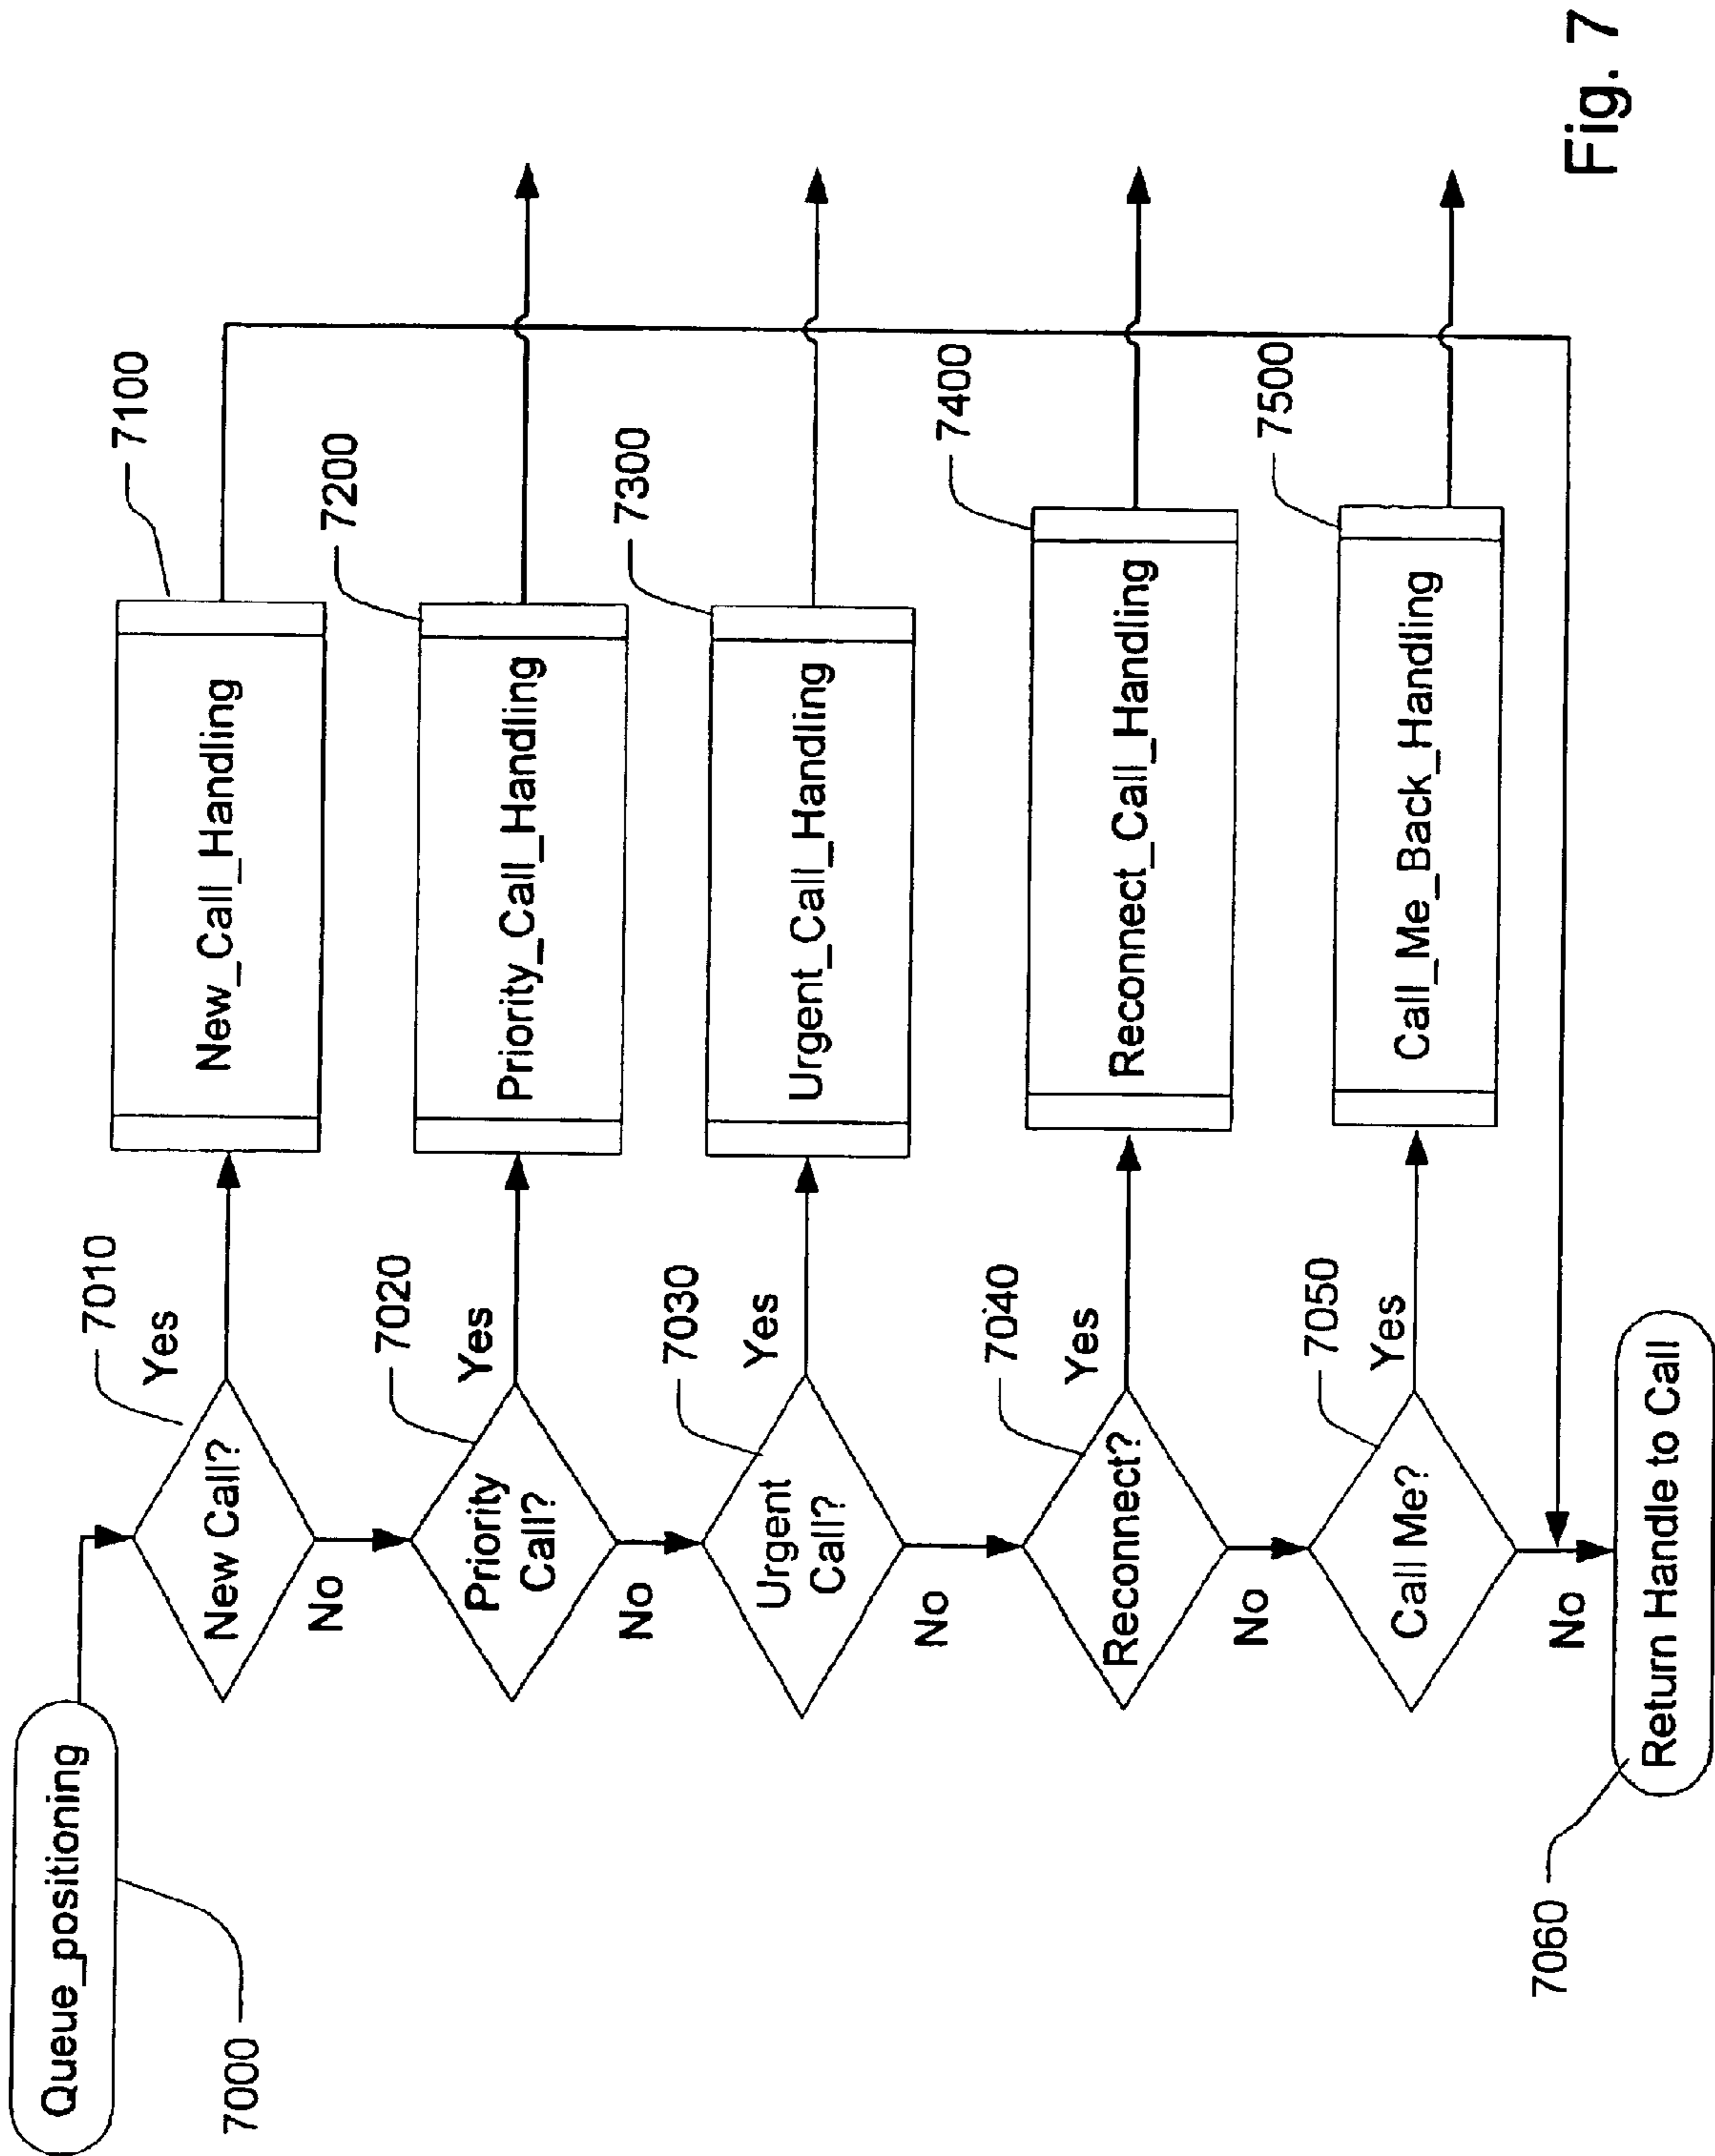 Queue_positioning
7000
New Call?
7010
Yes
New_Call_Handling
7100
No
Priority
Call?
7020
Yes
Priority_Call_Handling
7200
No
Urgent
Call?
7030
Yes
Urgent_Call_Handling
7300
No
Reconnect?
7040
Yes
Reconnect_Call_Handling
7400
No
Call Me?
7050
Yes
Call_Me_Back_Handling
7500
No
Return Handle to Call
7060
Fig. 7